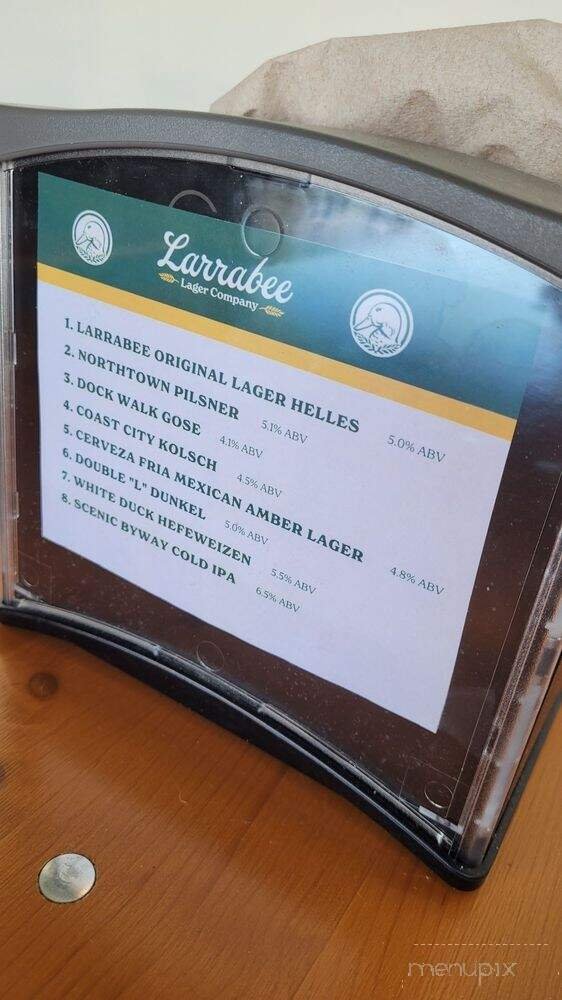 Larrabee
Lager Company
1. LARRABEE ORIGINAL LAGER HELLES 5.0% ABV
2. NORTHTOWN PILSNER 5.1% ABV
3. DOCK WALK GOSE 4.1% ABV
4. COAST CITY KOLSCH 4.5% ABV
5. CERVEZA FRIA MEXICAN AMBER LAGER 4.8% ABV
6. DOUBLE "L" DUNKEL 5.0% ABV
7. WHITE DUCK HEFEWEIZEN 5.5% ABV
8. SCENIC BYWAY COLD IPA 6.5% ABV
menupix